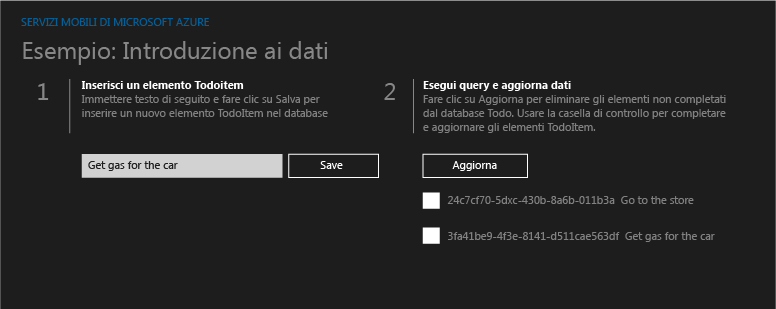 SERVIZI MOBILI DI MICROSOFT AZURE
Esempio: Introduzione ai dati
1
Inserisci un elemento Todoitem
Immettere testo di seguito e fare clic su Salva per
inserire un nuovo elemento TodoItem nel database
Get gas for the car
Save
2
Esegui query e aggiorna dati
Fare clic su Aggiorna per eliminare gli elementi non completati
dal database Todo. Usare la casella di controllo per completare
e aggiornare gli elementi TodoItem.
Aggiorna
24c7cf70-5dxc-430b-8a6b-011b3a Go to the store
3fa41be9-4f3e-8141-d511cae563df Get gas for the car